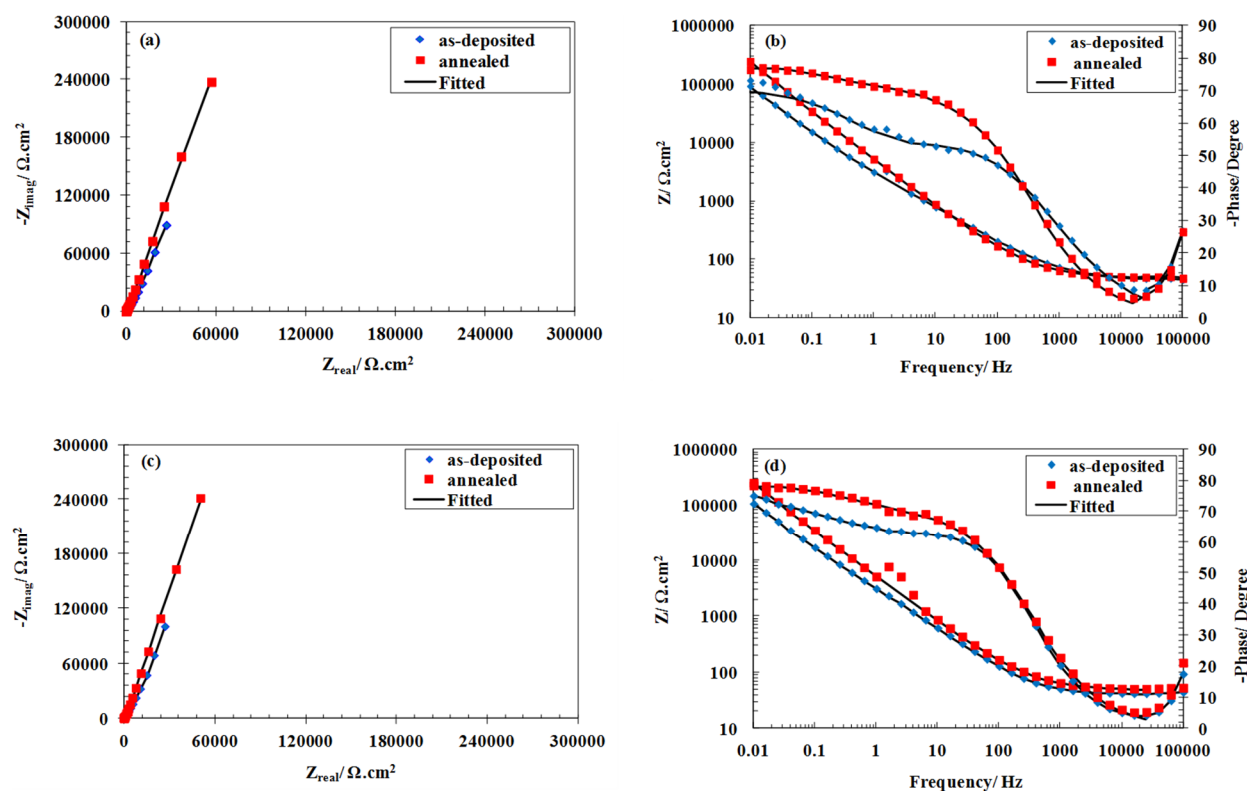 300000
240000
180000
120000
60000
0
-Zimag/ Ω.cm2
(a)
as-deposited
annealed
Fitted
0
60000
120000
180000
240000
300000
Zreal/ Ω.cm2
1000000
100000
10000
1000
100
10
Z/ Ω.cm2
(b)
as-deposited
annealed
Fitted
90
80
70
60
50
40
30
20
10
0
-Phase/ Degree
0.01
0.1
1
10
100
1000
10000
100000
Frequency/ Hz
300000
240000
180000
120000
60000
0
-Zimag/ Ω.cm2
(c)
as-deposited
annealed
Fitted
0
60000
120000
180000
240000
300000
Zreal/ Ω.cm2
1000000
100000
10000
1000
100
10
Z/ Ω.cm2
(d)
as-deposited
annealed
Fitted
90
80
70
60
50
40
30
20
10
0
-Phase/ Degree
0.01
0.1
1
10
100
1000
10000
100000
Frequency/ Hz